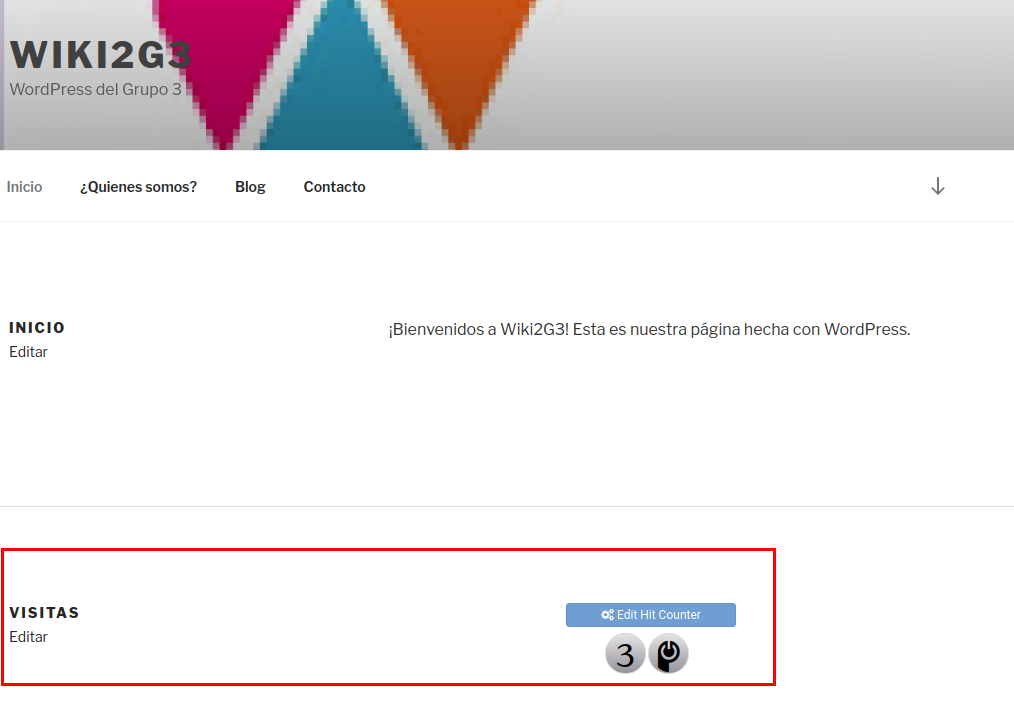 WIKI2G3
WordPress del Grupo 3
Inicio ¿Quienes somos? Blog Contacto
INICIO
Editar
¡Bienvenidos a Wiki2G3! Esta es nuestra página hecha con WordPress.
VISITAS
Editar
Edit Hit Counter
3